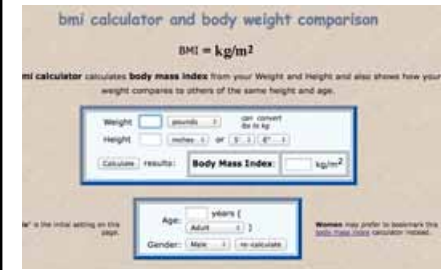 bmi calculator and body weight comparison
BMI = kg/m²
mi calculator calculates body mass index from your Weight and Height and also shows how your
weight compares to others of the same height and age.
Weight pounds can convert
lbs to kg
Height inches or 5' 6"
Calculate results: Body Mass Index: kg/m²
Age: years (
Adult )
Gender: Male re-calculate
is the initial setting on this
page.
Women may prefer to bookmark this
body mass index calculator instead.